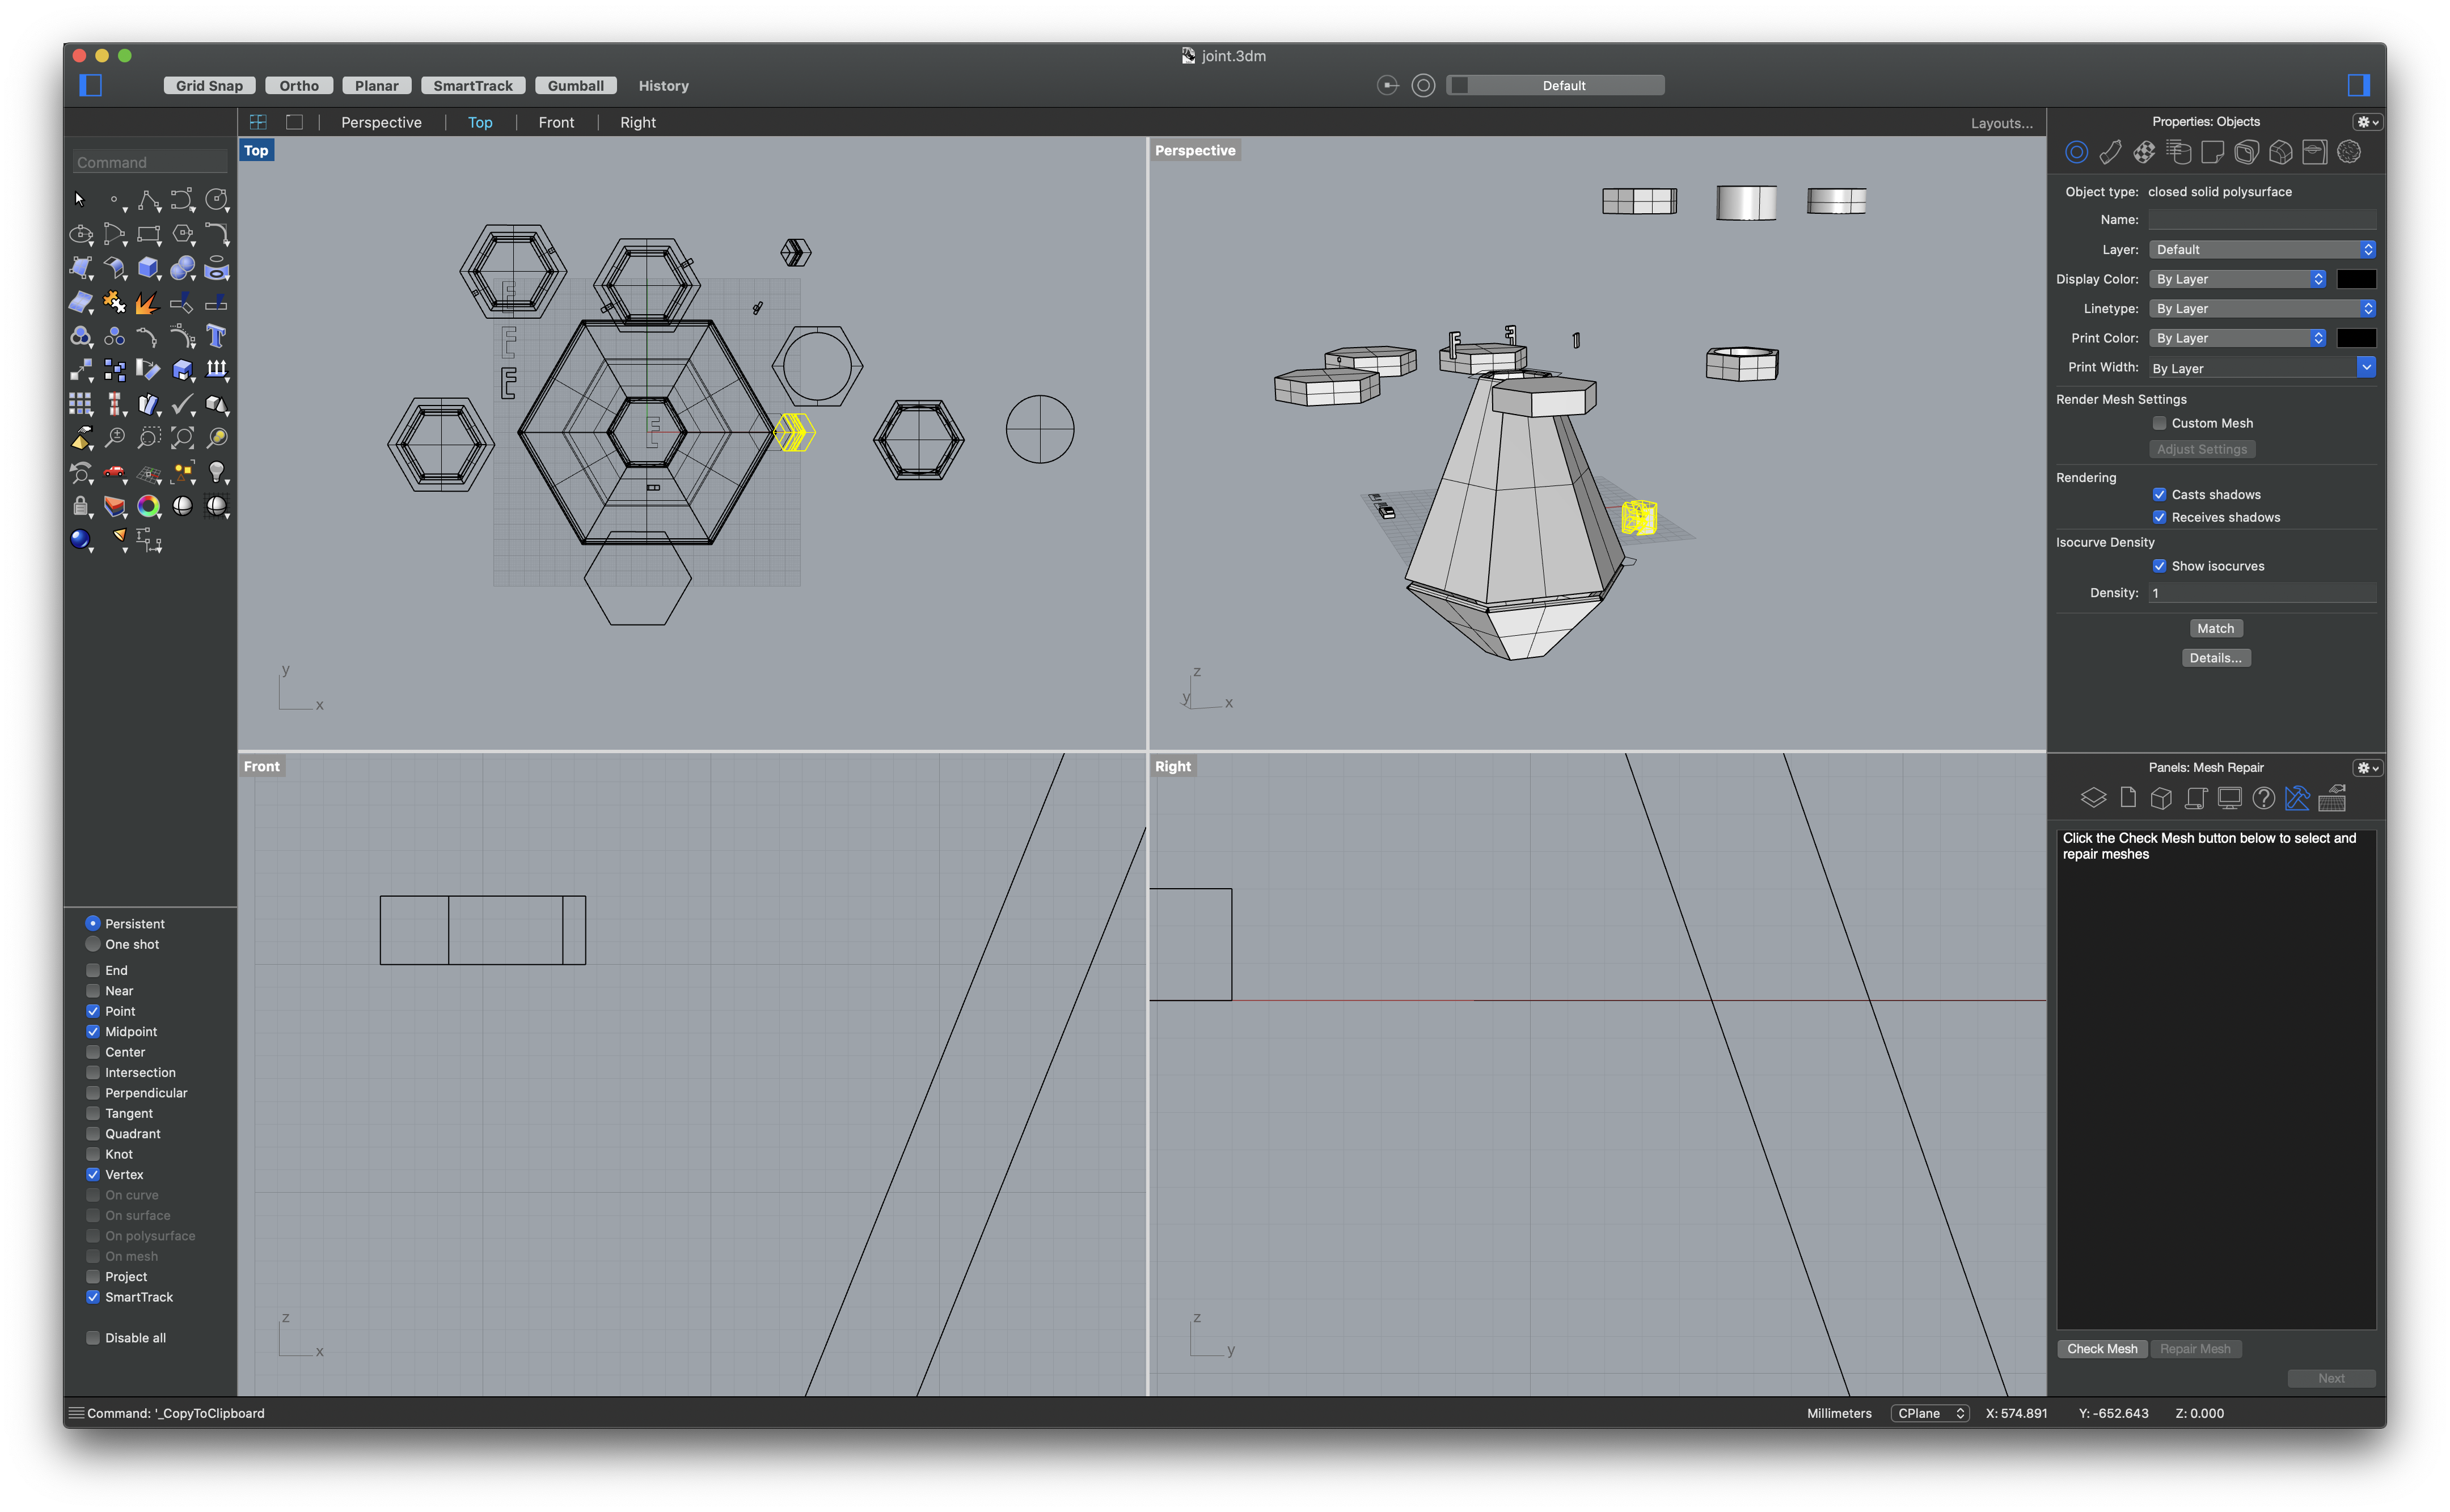 joint.3dm
Grid Snap Ortho Planar SmartTrack Gumball History Default
Perspective Top Front Right Layouts...
Command
Top
Perspective
y
x
z
y x
Front
Right
z
x
z
y
Persistent
One shot
End
Near
Point
Midpoint
Center
Intersection
Perpendicular
Tangent
Quadrant
Knot
Vertex
On curve
On surface
On polysurface
On mesh
Project
SmartTrack
Disable all
Properties: Objects
Object type: closed solid polysurface
Name:
Layer: Default
Display Color: By Layer
Linetype: By Layer
Print Color: By Layer
Print Width: By Layer
Render Mesh Settings
Custom Mesh
Adjust Settings
Rendering
Casts shadows
Receives shadows
Isocurve Density
Show isocurves
Density: 1
Match
Details...
Panels: Mesh Repair
Click the Check Mesh button below to select and
repair meshes
Check Mesh Repair Mesh
Next
Command: '_CopyToClipboard
Millimeters CPlane X: 574.891 Y: -652.643 Z: 0.000